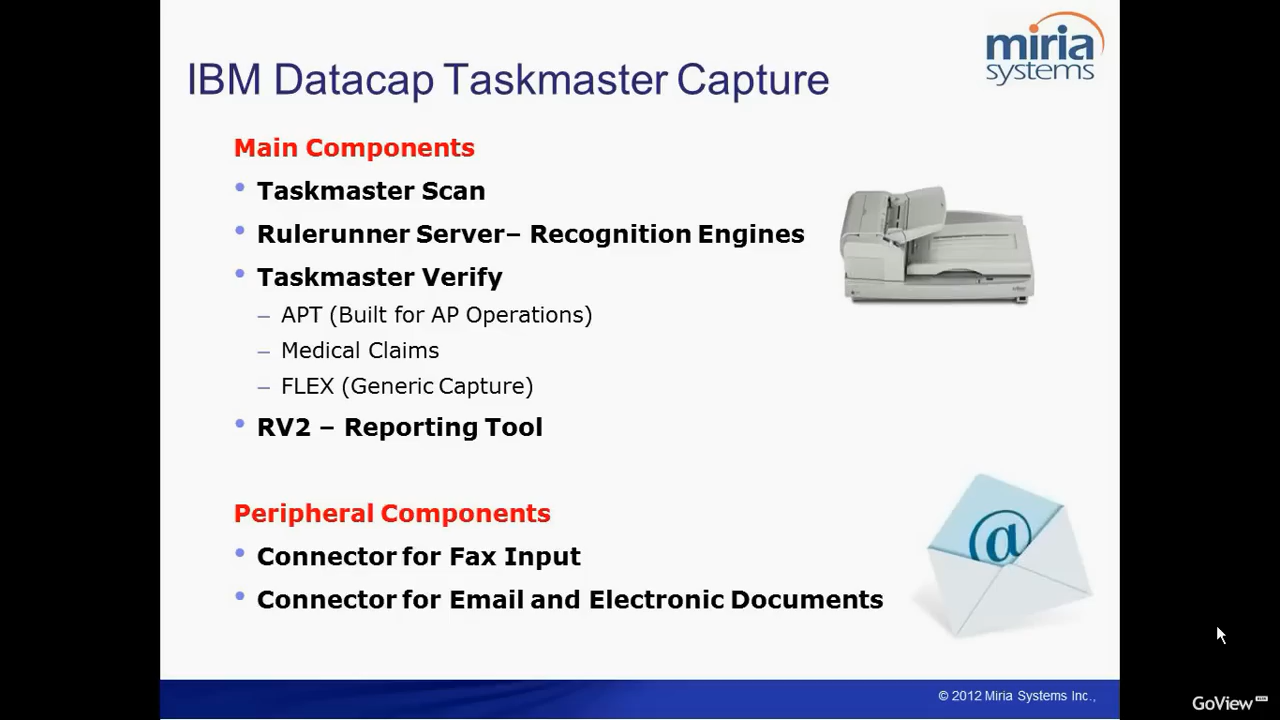 miria
systems
IBM Datacap Taskmaster Capture
Main Components
• Taskmaster Scan
• Rulerunner Server– Recognition Engines
• Taskmaster Verify
– APT (Built for AP Operations)
– Medical Claims
– FLEX (Generic Capture)
• RV2 – Reporting Tool
Peripheral Components
• Connector for Fax Input
• Connector for Email and Electronic Documents
@
© 2012 Miria Systems Inc.,
GoView